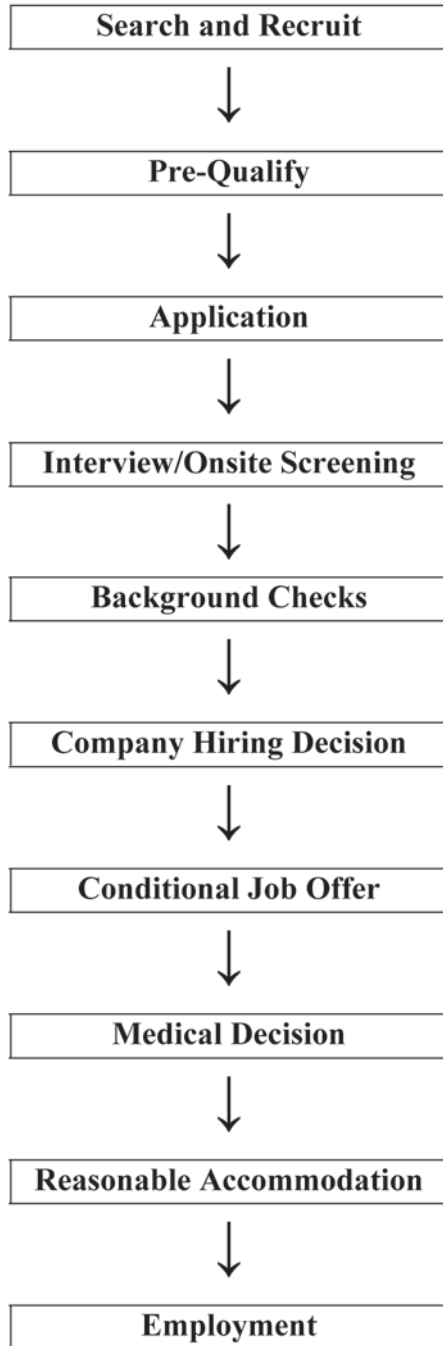 Search and Recruit
Pre-Qualify
Application
Interview/Onsite Screening
Background Checks
Company Hiring Decision
Conditional Job Offer
Medical Decision
Reasonable Accommodation
Employment